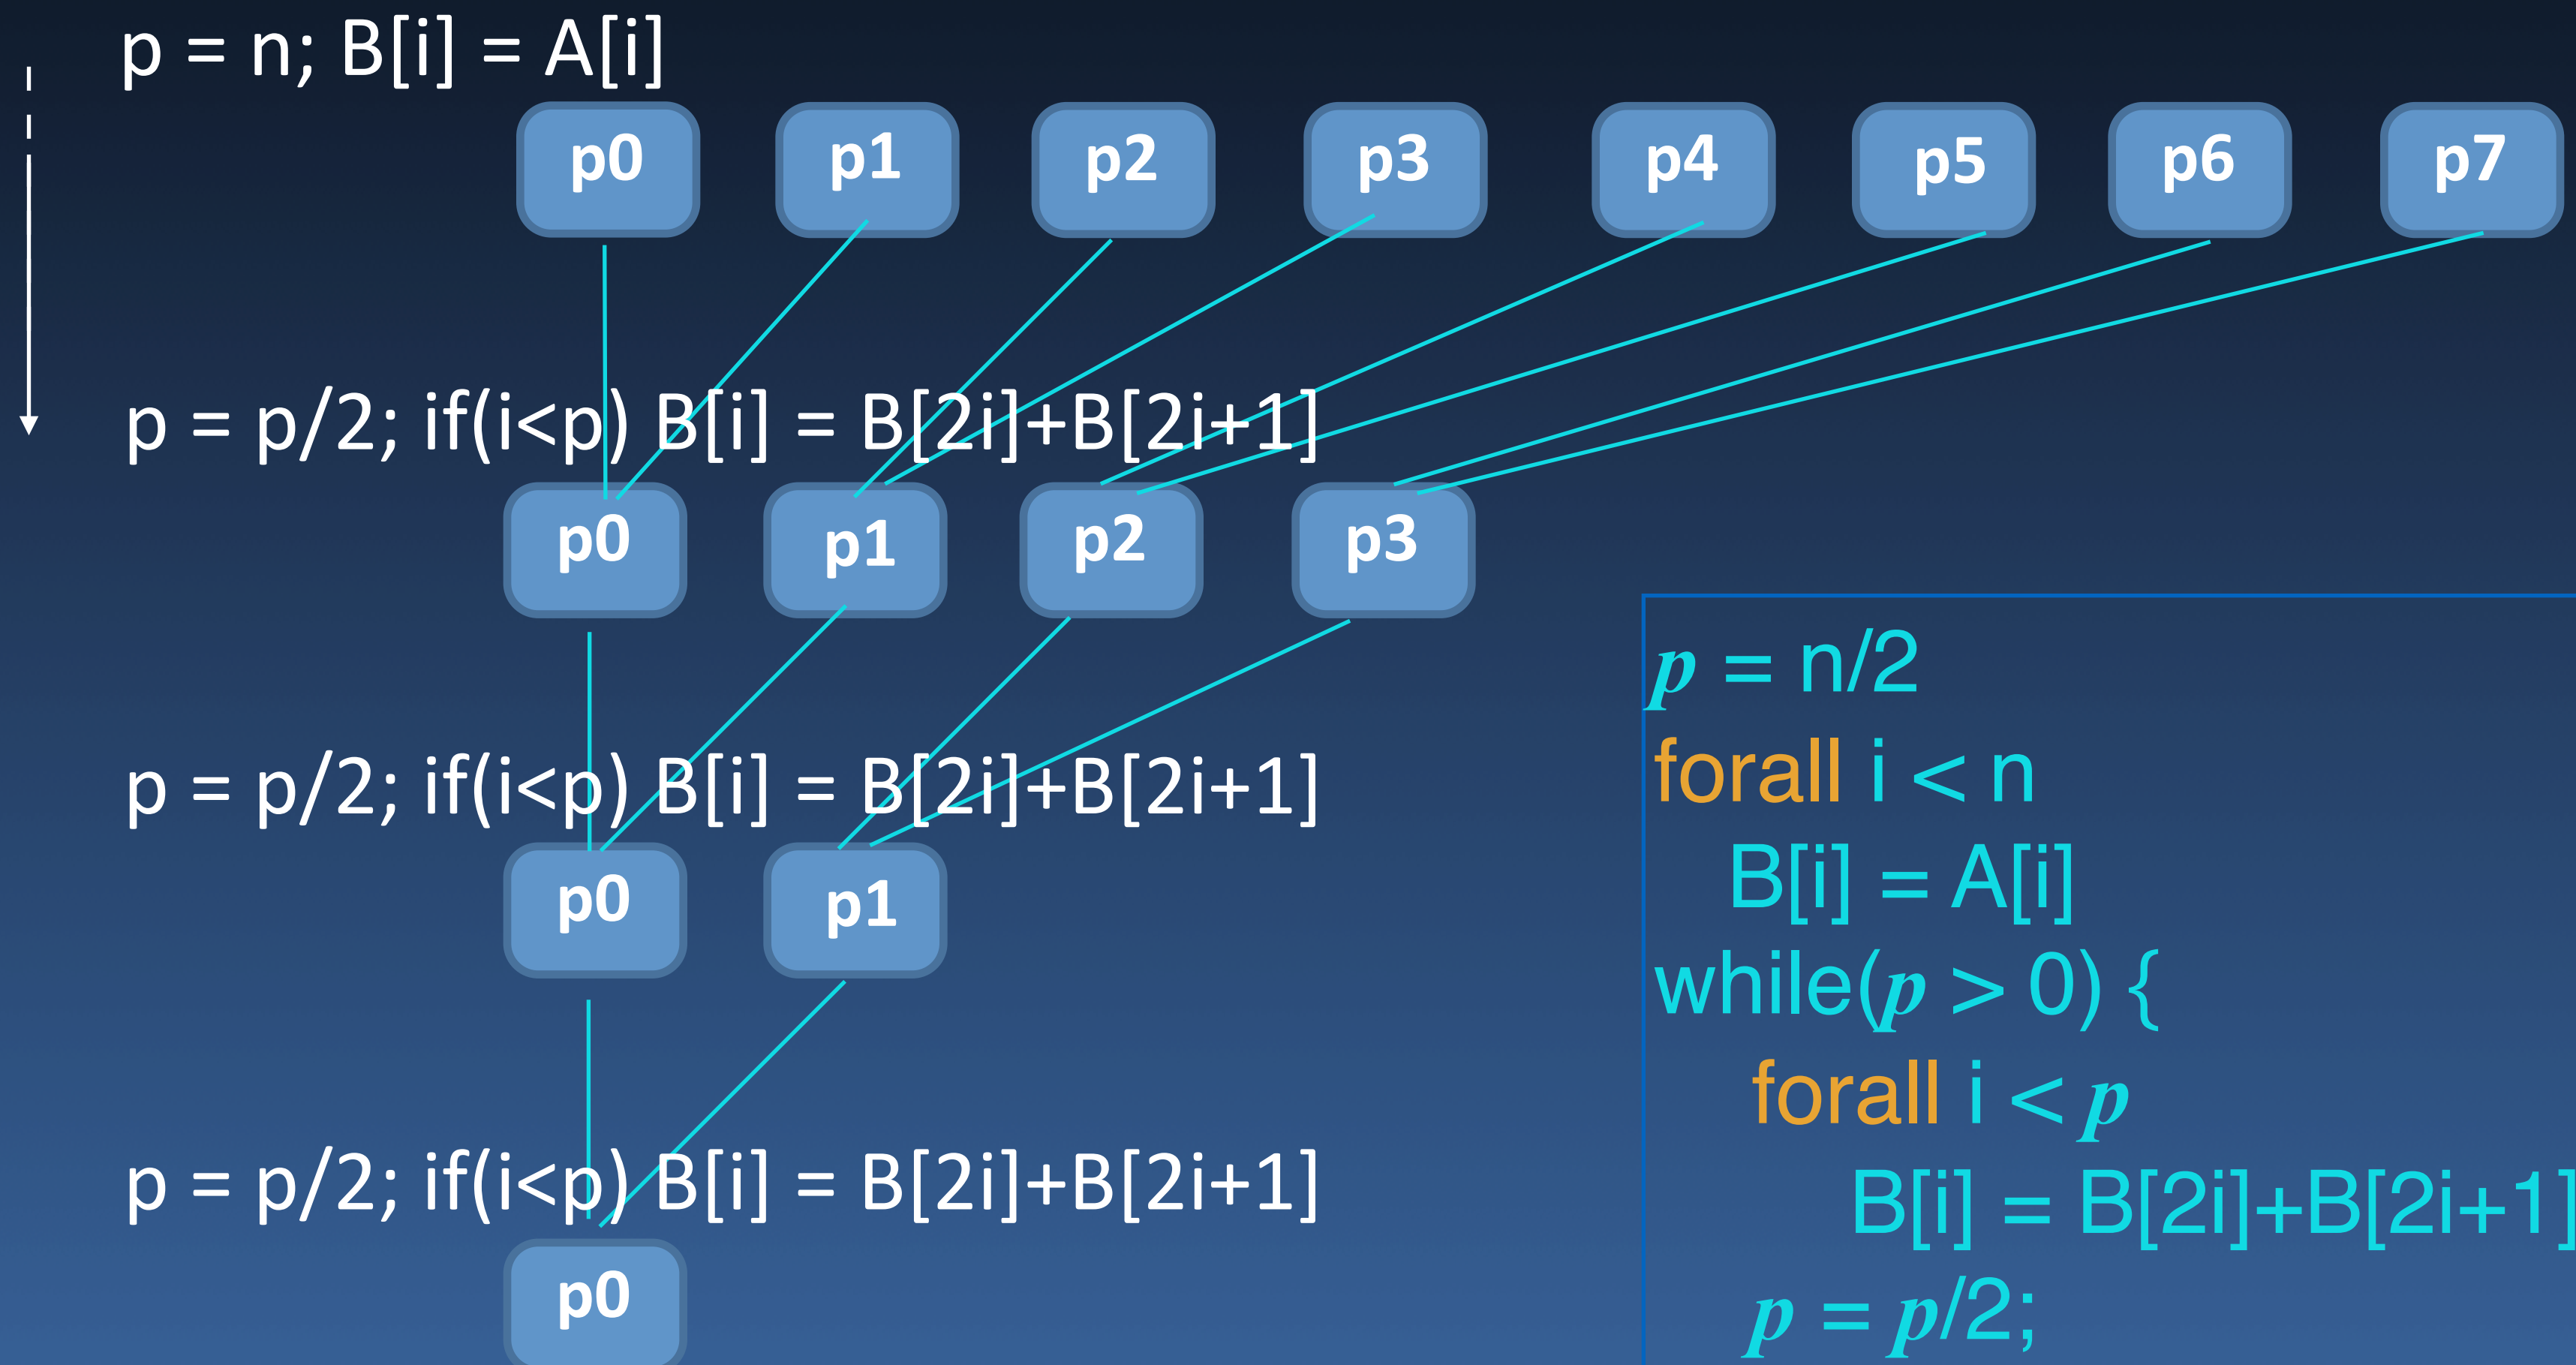 p = n; B[i] = A[i]
p0 p1 p2 p3 p4 p5 p6 p7
p = p/2; if(i<p) B[i] = B[2i]+B[2i+1]
p0 p1 p2 p3
p = p/2; if(i<p) B[i] = B[2i]+B[2i+1]
p0 p1
p = p/2; if(i<p) B[i] = B[2i]+B[2i+1]
p0
p = n/2
forall i < n
B[i] = A[i]
while(p > 0) {
forall i < p
B[i] = B[2i]+B[2i+1]
p = p/2;